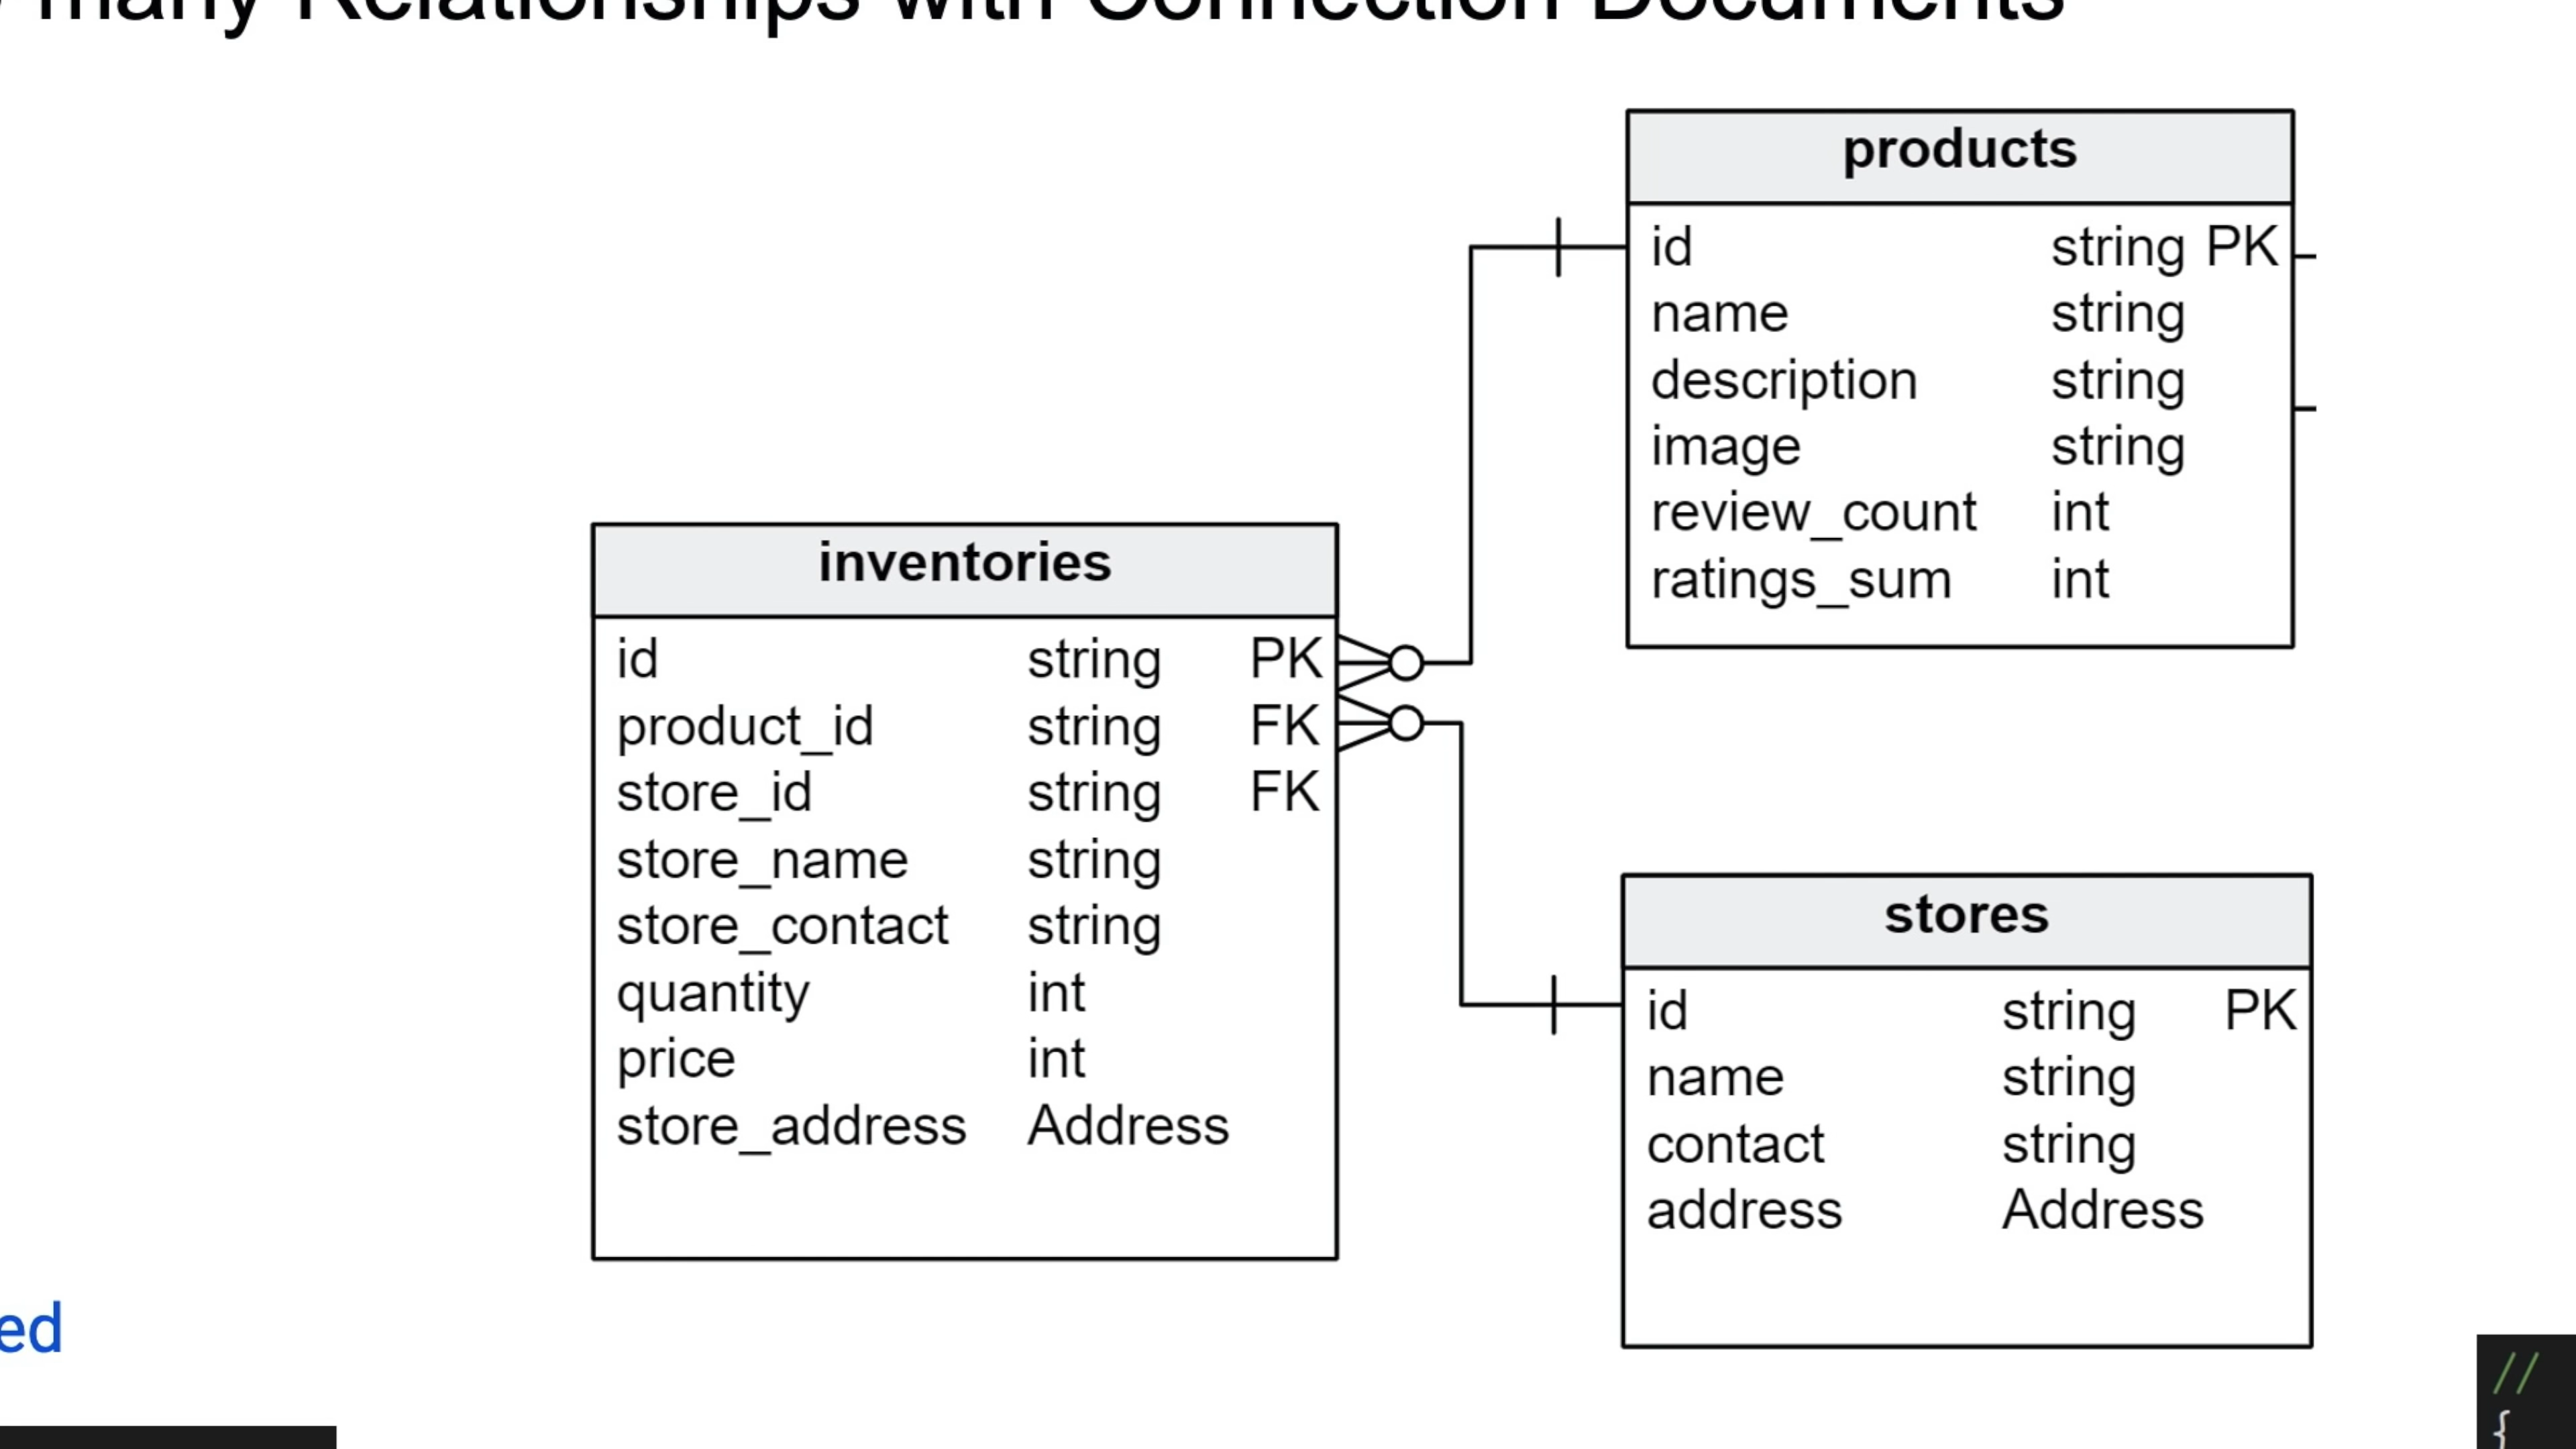 many Relationships with Connection Documents
products
id string PK
name string
description string
image string
review_count int
ratings_sum int
inventories
id string PK
product_id string FK
store_id string FK
store_name string
store_contact string
quantity int
price int
store_address Address
stores
id string PK
name string
contact string
address Address
ed
//
{